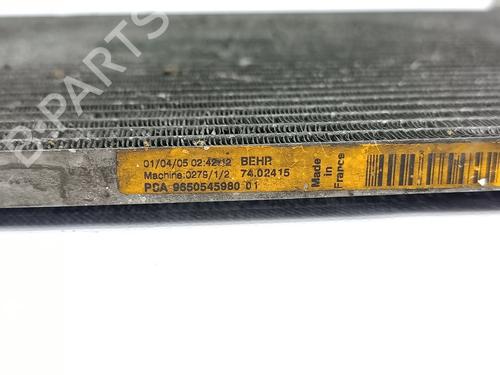 B-PARTS
01/04/05 02:42:12 BEHR
Machine:0279/1/2 74.02415
PCA 9650545980 01
Made in France